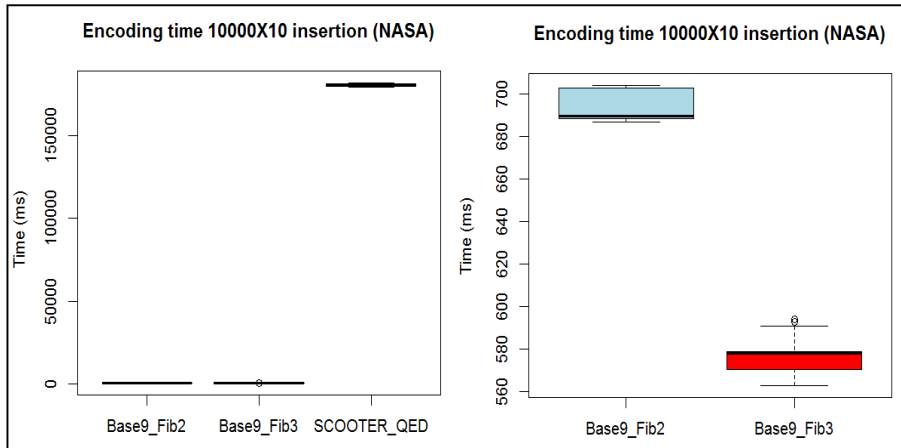 Encoding time 10000X10 insertion (NASA)
Time (ms)
150000
100000
50000
0
Base9_Fib2 Base9_Fib3 SCOOTER_QED
Encoding time 10000X10 insertion (NASA)
Time (ms)
700
680
660
640
620
600
580
560
Base9_Fib2 Base9_Fib3